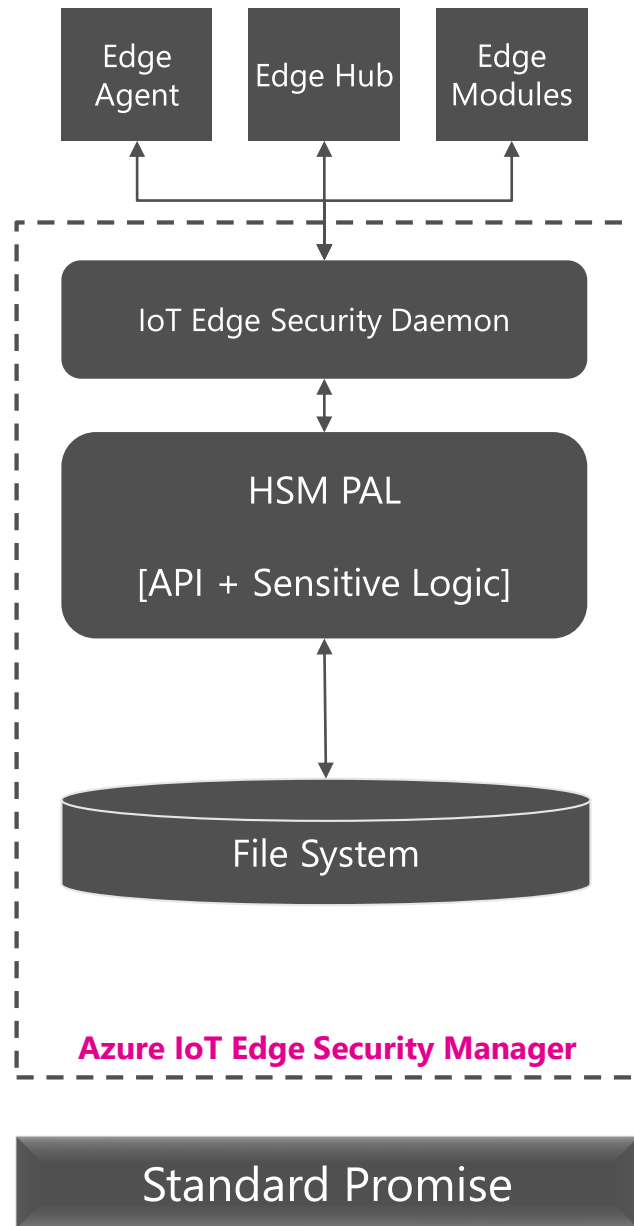 Edge
Agent
Edge Hub
Edge
Modules
IoT Edge Security Daemon
HSM PAL
[API + Sensitive Logic]
File System
Azure IoT Edge Security Manager
Standard Promise